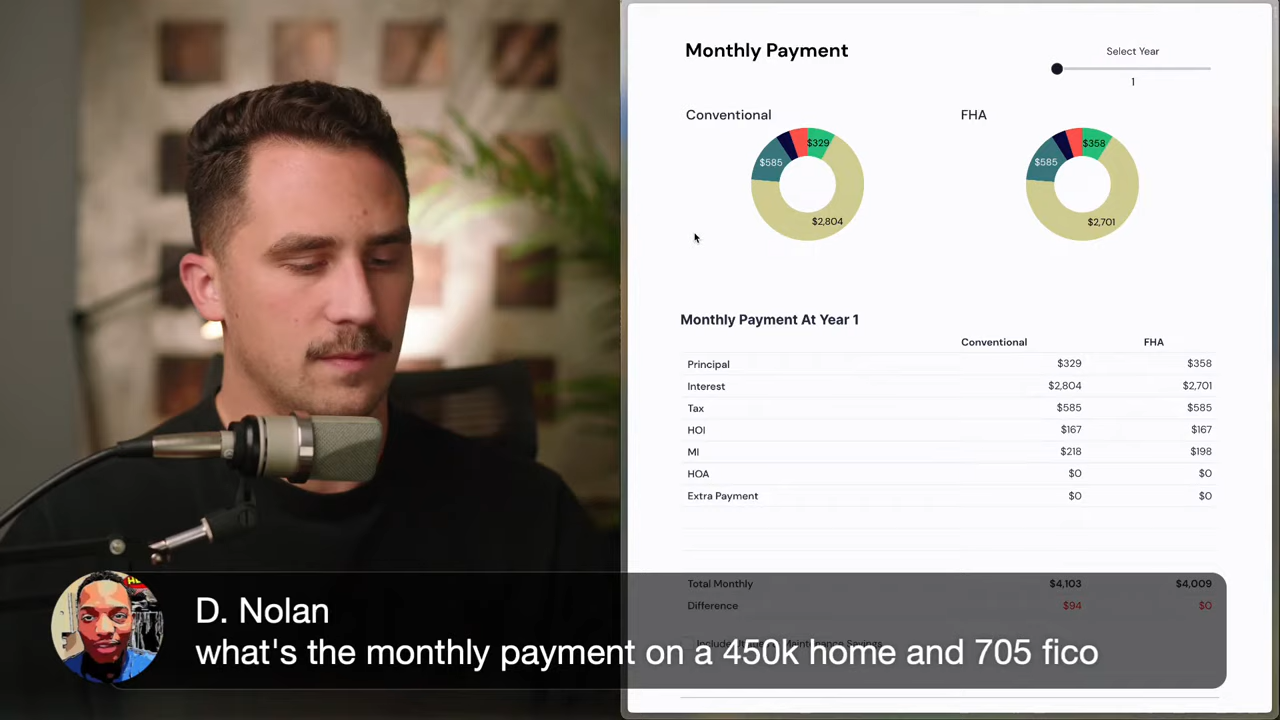 Monthly Payment
Select Year
1
Conventional
FHA
$329
$585
$2,804
$358
$585
$2,701
Monthly Payment At Year 1
Conventional FHA
Principal $329 $358
Interest $2,804 $2,701
Tax $585 $585
HOI $167 $167
MI $218 $198
HOA $0 $0
Extra Payment $0 $0
Total Monthly $4,103 $4,009
Difference $94 $0
Maintenance Savings
D. Nolan
what's the monthly payment on a 450k home and 705 fico